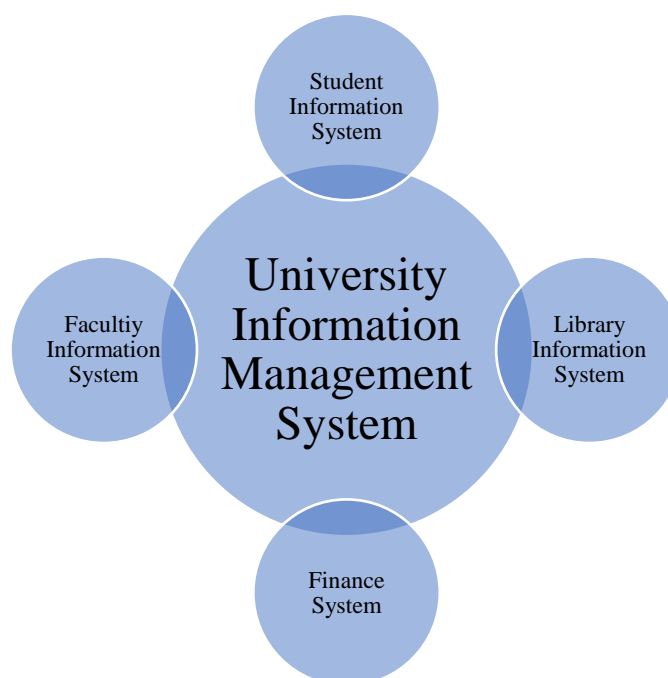 Student
Information
System
University
Information
Management
System
Facultiy
Information
System
Library
Information
System
Finance
System